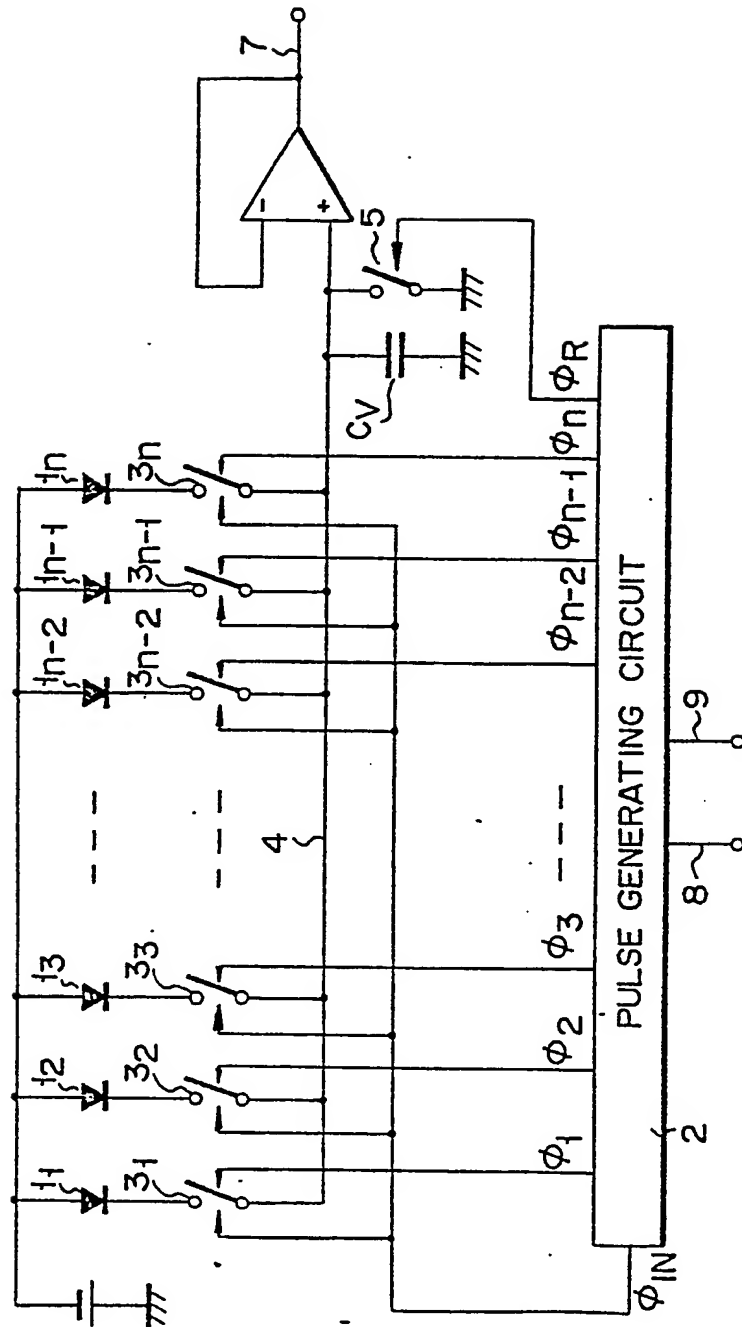 1₁ 1₂ 1₃ 1n-2 1n-1 1n
3₁ 3₂ 3₃ 3n-2 3n-1 3n
4
7
- +
5
Cv
ϕ₁ ϕ₂ ϕ₃ ϕn-2 ϕn-1 ϕn ϕR
ϕIN
PULSE GENERATING CIRCUIT
2
8 9